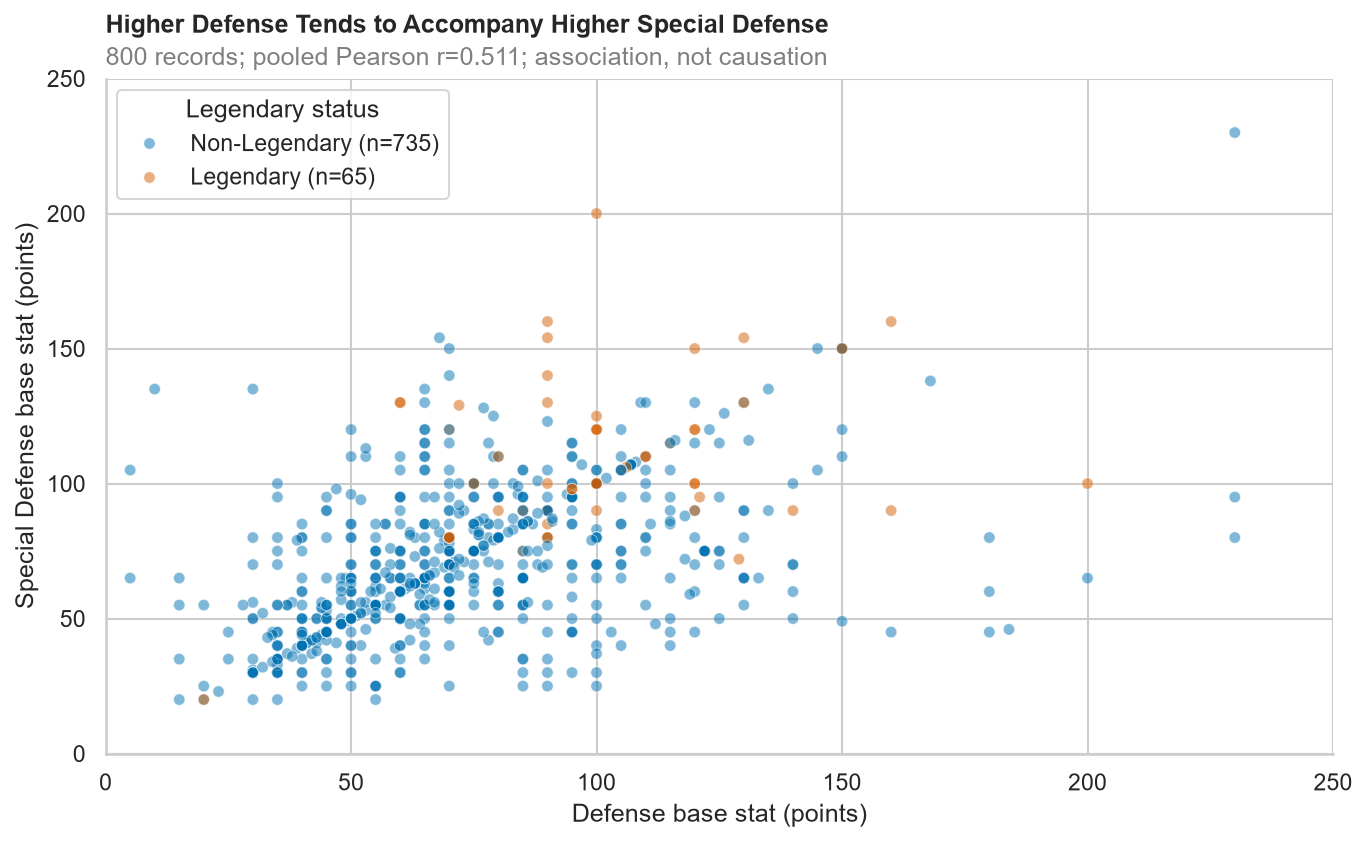 Higher Defense Tends to Accompany Higher Special Defense
800 records; pooled Pearson r=0.511; association, not causation
Legendary status
Non-Legendary (n=735)
Legendary (n=65)
Special Defense base stat (points)
250
200
150
100
50
0
0 50 100 150 200 250
Defense base stat (points)